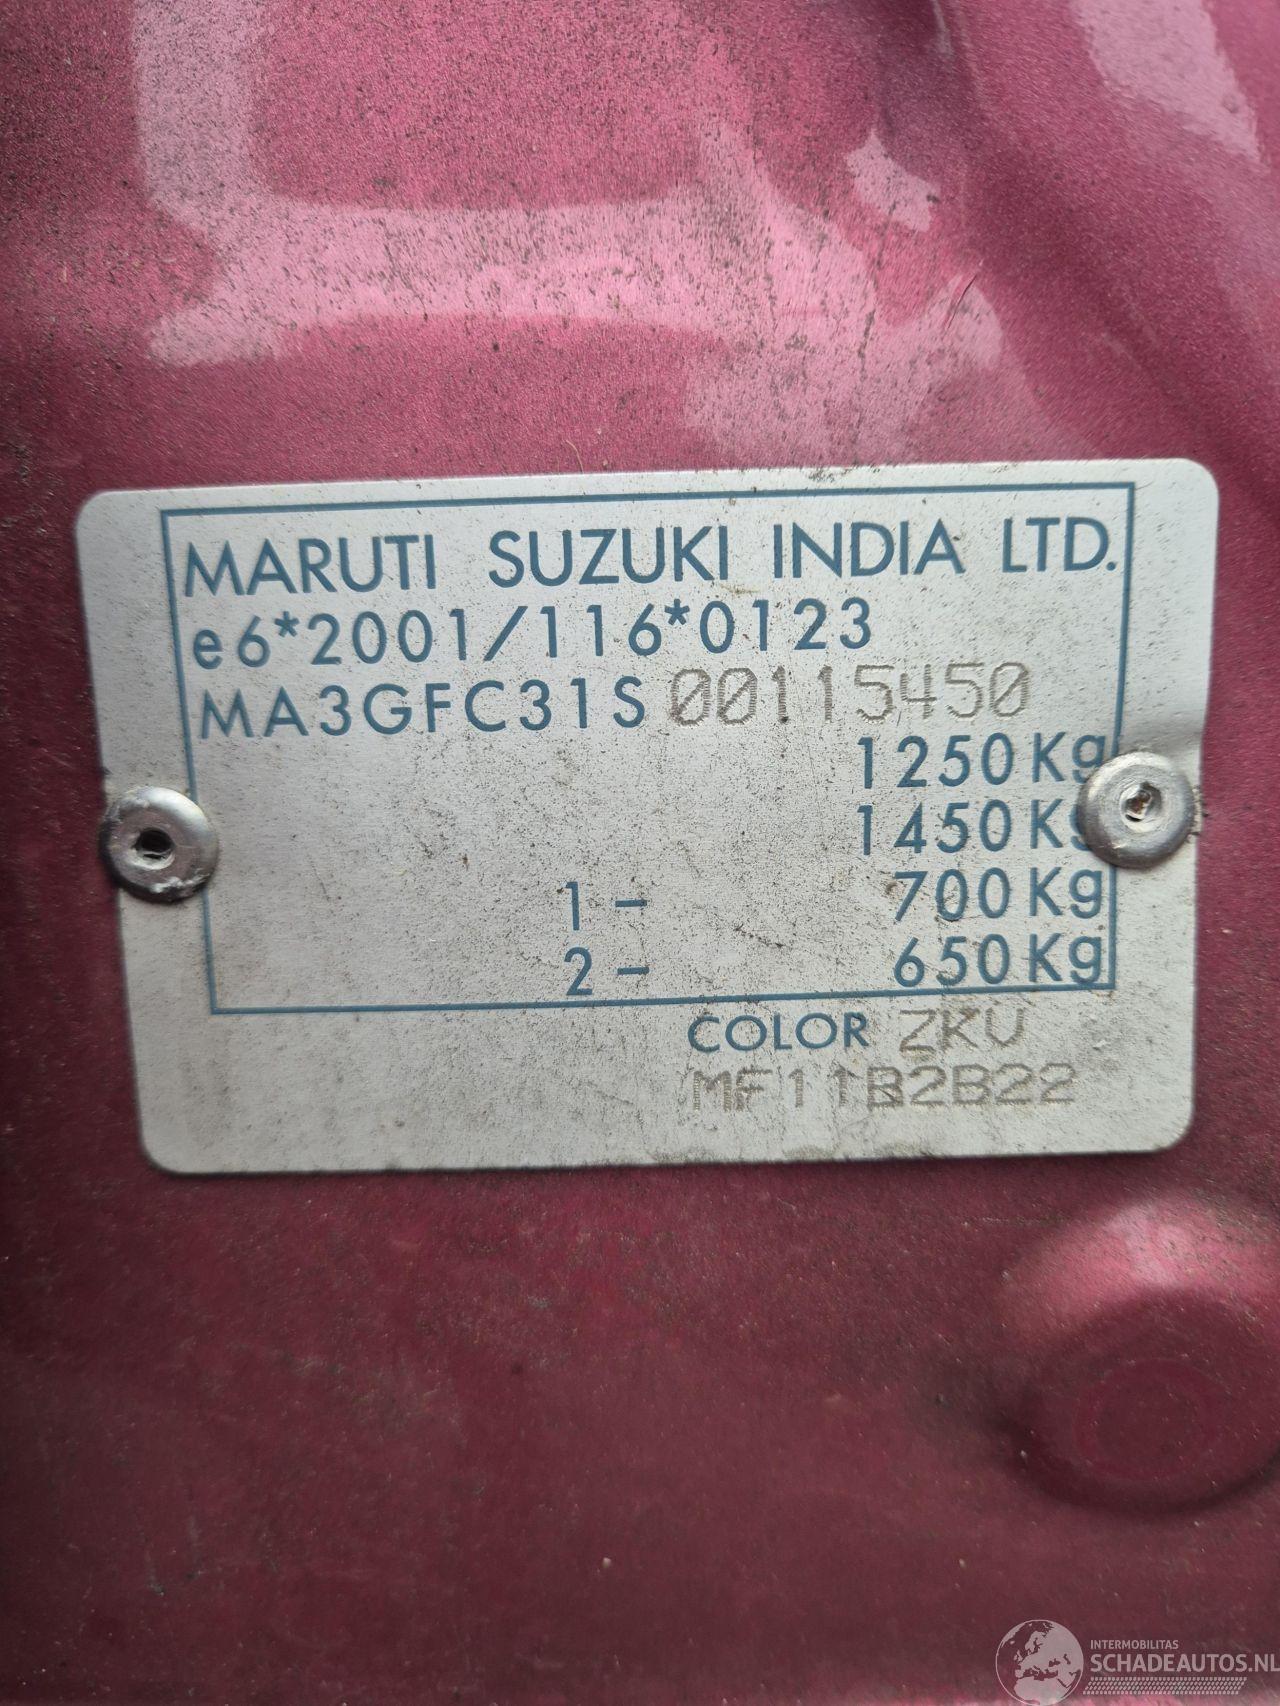 MARUTI SUZUKI INDIA LTD.
e6*2001/116*0123
MA3GFC31S00115450
1250Kg
1450Kg
1- 700Kg
2- 650Kg
COLOR ZKV
MF11B2B22
INTERMOBILITAS
SCHADEAUTOS.NL